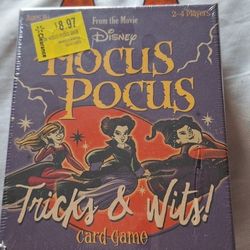 From the Movie
2-4 Players
8.97
Disney
HOCUS
POCUS
Tricks & Wits!
Card Game